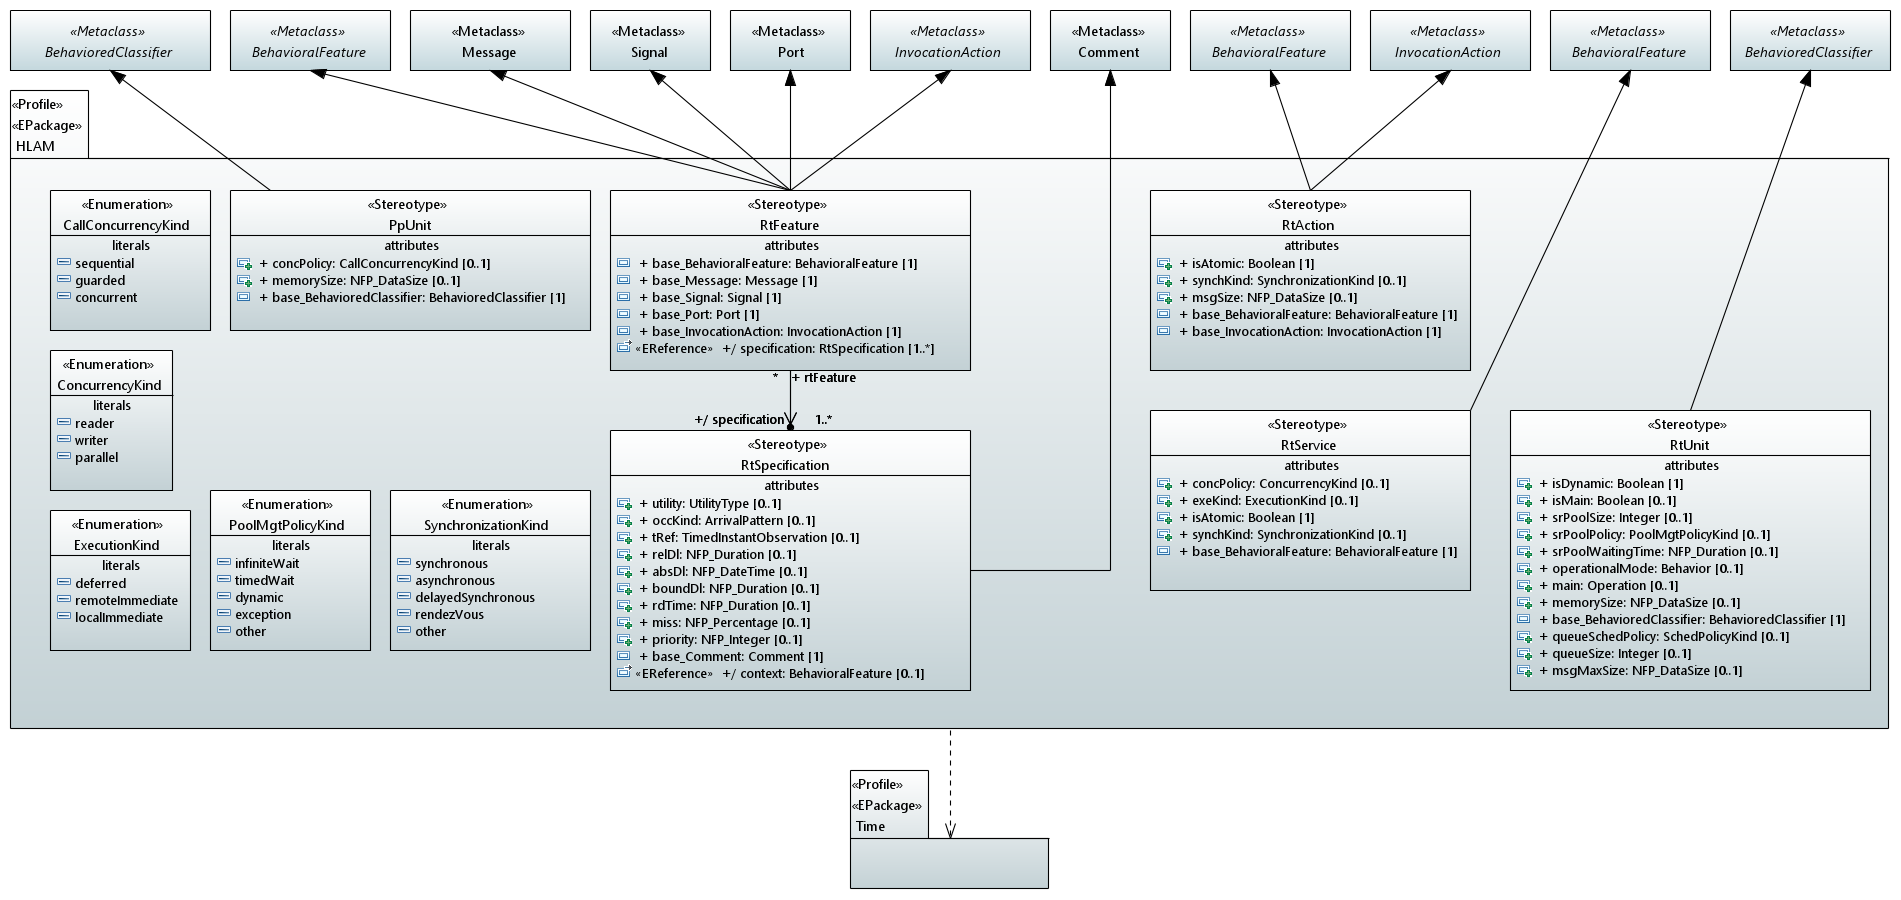 «Metaclass»
BehavioredClassifier
«Metaclass»
BehavioralFeature
«Metaclass»
Message
«Metaclass»
Signal
«Metaclass»
Port
«Metaclass»
InvocationAction
«Metaclass»
Comment
«Metaclass»
BehavioralFeature
«Metaclass»
InvocationAction
«Metaclass»
BehavioralFeature
«Metaclass»
BehavioredClassifier
«Profile»
«EPackage»
HLAM
«Enumeration»
CallConcurrencyKind
literals
sequential
guarded
concurrent
«Stereotype»
PpUnit
attributes
+ concPolicy: CallConcurrencyKind [0..1]
+ memorySize: NFP_DataSize [0..1]
+ base_BehavioredClassifier: BehavioredClassifier [1]
«Stereotype»
RtFeature
attributes
+ base_BehavioralFeature: BehavioralFeature [1]
+ base_Message: Message [1]
+ base_Signal: Signal [1]
+ base_Port: Port [1]
+ base_InvocationAction: InvocationAction [1]
«EReference» +/ specification: RtSpecification [1..*]
«Stereotype»
RtAction
attributes
+ isAtomic: Boolean [1]
+ synchKind: SynchronizationKind [0..1]
+ msgSize: NFP_DataSize [0..1]
+ base_BehavioralFeature: BehavioralFeature [1]
+ base_InvocationAction: InvocationAction [1]
«Enumeration»
ConcurrencyKind
literals
reader
writer
parallel
* + rtFeature
+/ specification 1..*
«Stereotype»
RtSpecification
attributes
+ utility: UtilityType [0..1]
+ occKind: ArrivalPattern [0..1]
+ tRef: TimedInstantObservation [0..1]
+ relDl: NFP_Duration [0..1]
+ absDl: NFP_DateTime [0..1]
+ boundDl: NFP_Duration [0..1]
+ rdTime: NFP_Duration [0..1]
+ miss: NFP_Percentage [0..1]
+ priority: NFP_Integer [0..1]
+ base_Comment: Comment [1]
«EReference» +/ context: BehavioralFeature [0..1]
«Stereotype»
RtService
attributes
+ concPolicy: ConcurrencyKind [0..1]
+ exeKind: ExecutionKind [0..1]
+ isAtomic: Boolean [1]
+ synchKind: SynchronizationKind [0..1]
+ base_BehavioralFeature: BehavioralFeature [1]
«Stereotype»
RtUnit
attributes
+ isDynamic: Boolean [1]
+ isMain: Boolean [0..1]
+ srPoolSize: Integer [0..1]
+ srPoolPolicy: PoolMgtPolicyKind [0..1]
+ srPoolWaitingTime: NFP_Duration [0..1]
+ operationalMode: Behavior [0..1]
+ main: Operation [0..1]
+ memorySize: NFP_DataSize [0..1]
+ base_BehavioredClassifier: BehavioredClassifier [1]
+ queueSchedPolicy: SchedPolicyKind [0..1]
+ queueSize: Integer [0..1]
+ msgMaxSize: NFP_DataSize [0..1]
«Enumeration»
ExecutionKind
literals
deferred
remoteImmediate
localImmediate
«Enumeration»
PoolMgtPolicyKind
literals
infiniteWait
timedWait
dynamic
exception
other
«Enumeration»
SynchronizationKind
literals
synchronous
asynchronous
delayedSynchronous
rendezVous
other
«Profile»
«EPackage»
Time